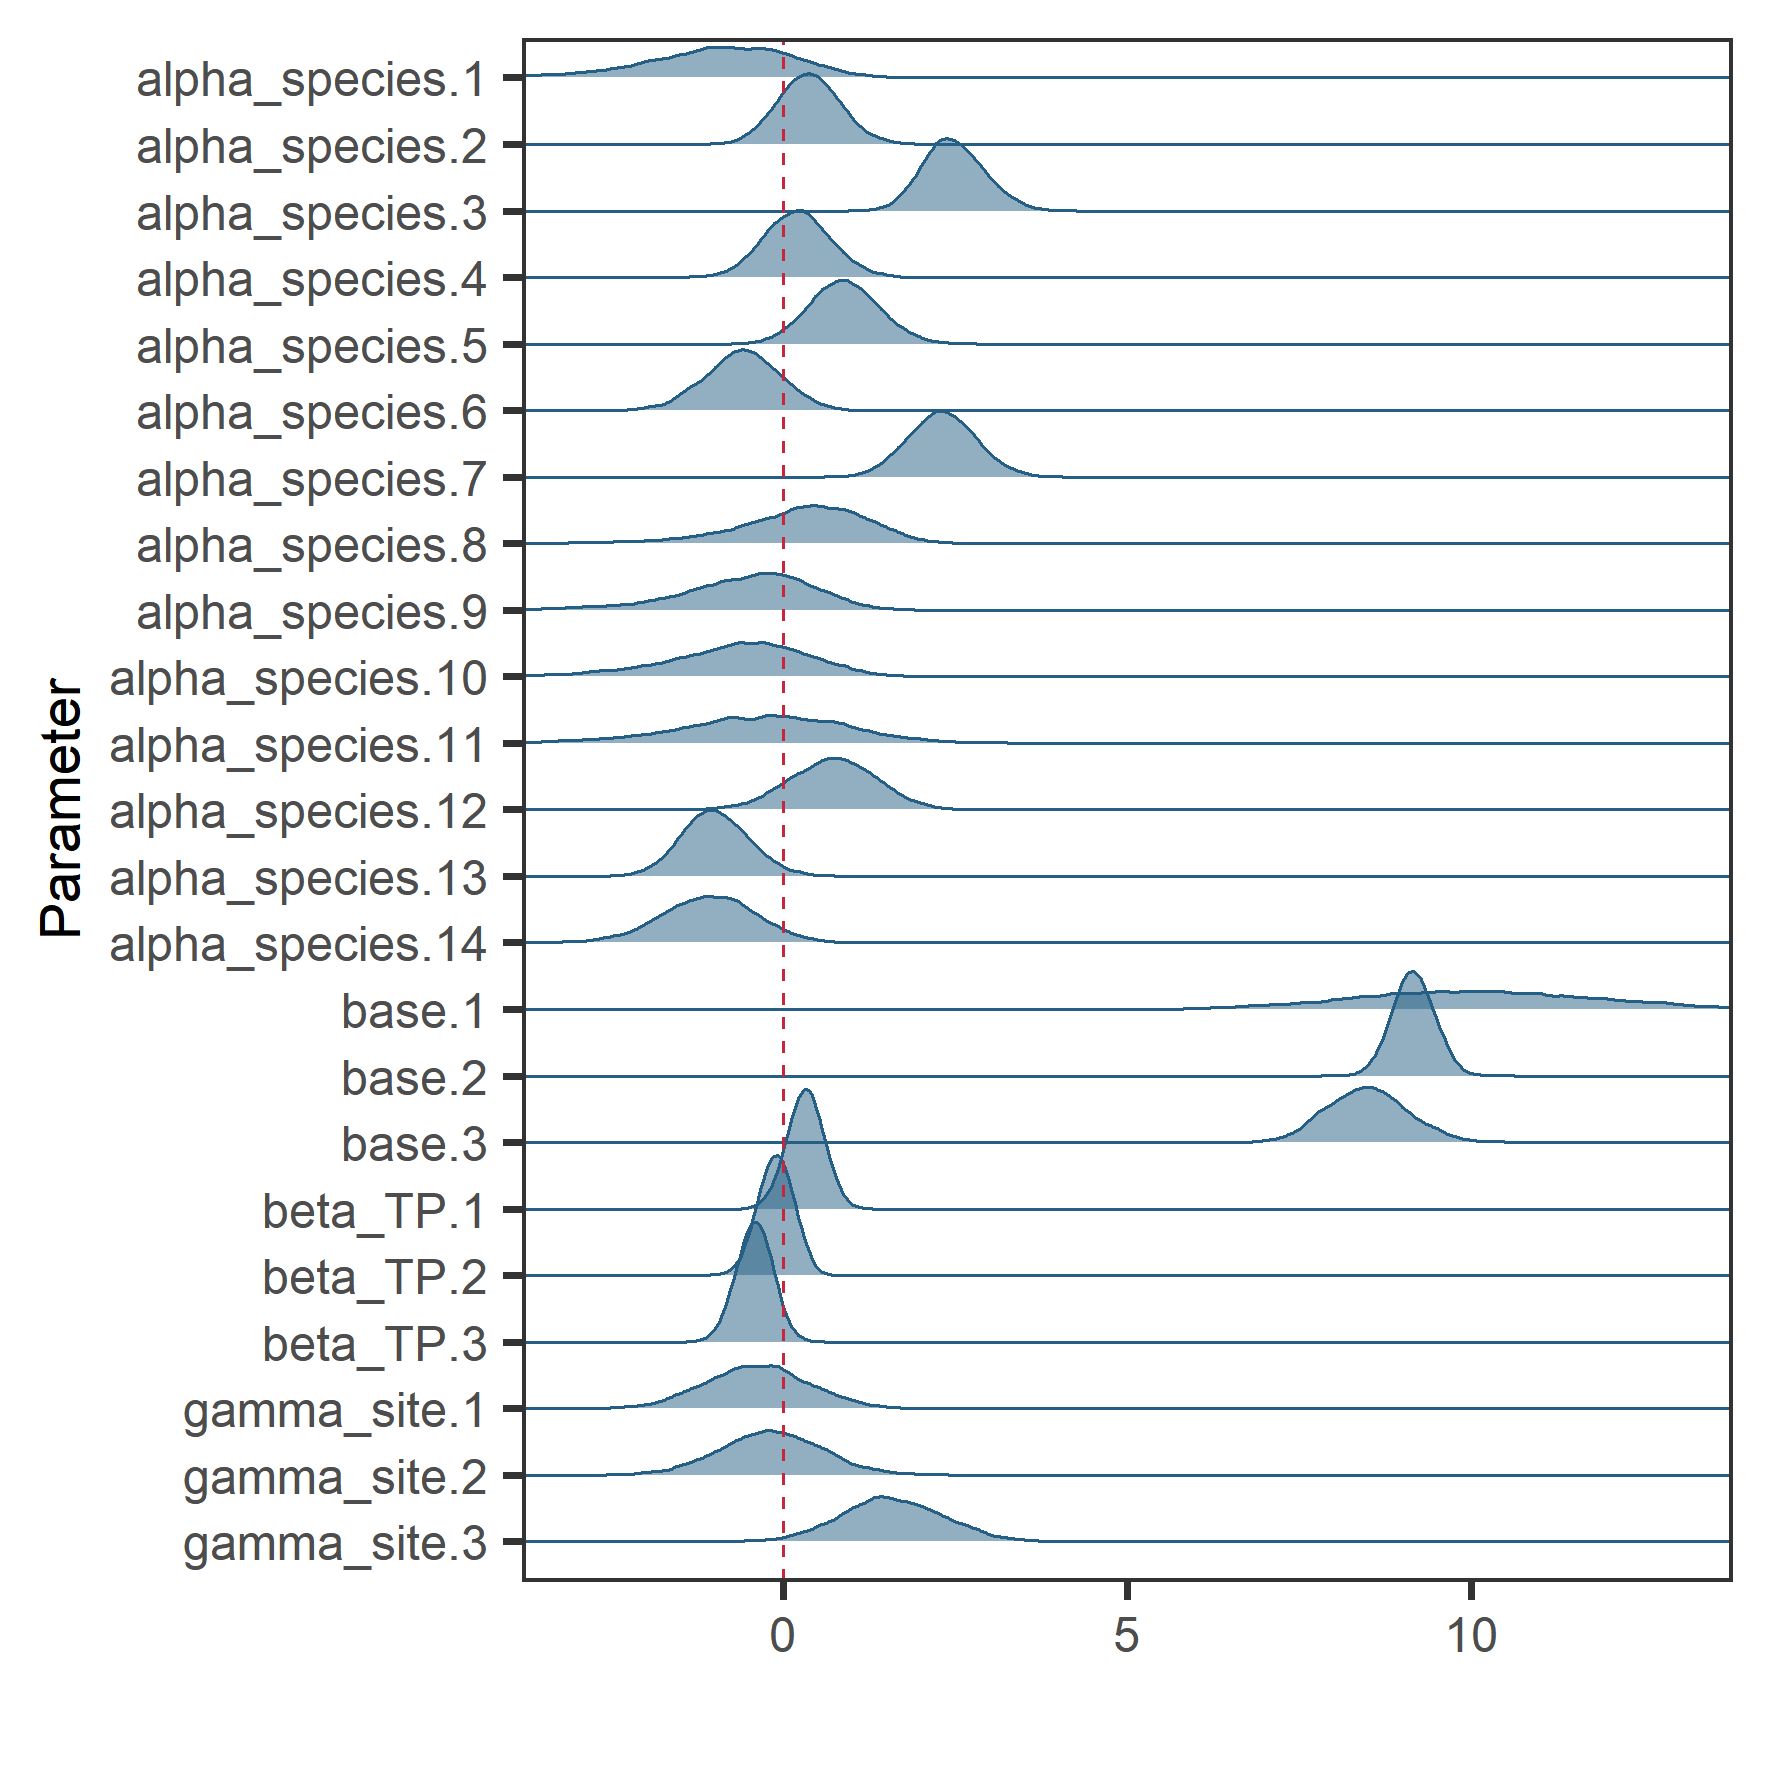 Parameter
alpha_species.1
alpha_species.2
alpha_species.3
alpha_species.4
alpha_species.5
alpha_species.6
alpha_species.7
alpha_species.8
alpha_species.9
alpha_species.10
alpha_species.11
alpha_species.12
alpha_species.13
alpha_species.14
base.1
base.2
base.3
beta_TP.1
beta_TP.2
beta_TP.3
gamma_site.1
gamma_site.2
gamma_site.3
0 5 10